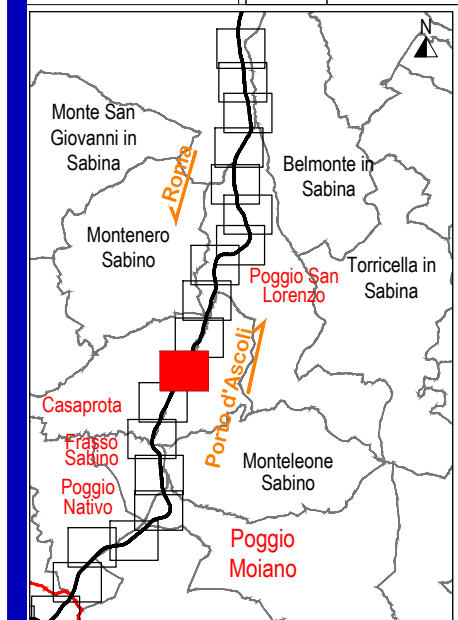 N
Monte San
Giovanni in
Sabina
Roma
Belmonte in
Sabina
Montenero
Sabino
Poggio San
Lorenzo
Torricella in
Sabina
Porto d'Ascoli
Casaprota
Frasso
Sabino
Poggio
Nativo
Monteleone
Sabino
Poggio
Moiano